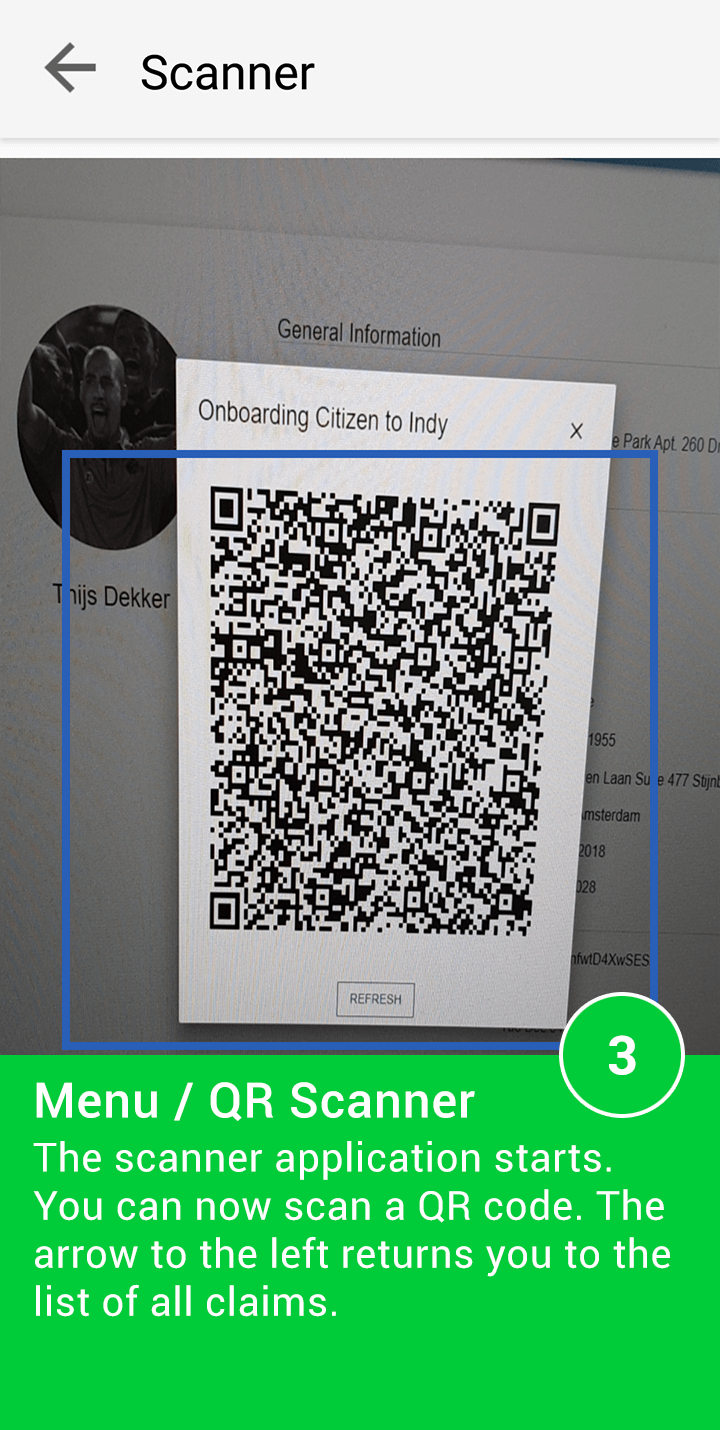 Scanner
General Information
Onboarding Citizen to Indy
X
e Park Apt. 260
Thijs Dekker
1955
en Laan Su e 477 Stijn
msterdam
2018
028
nfwtD4XwSES
REFRESH
3
Menu / QR Scanner
The scanner application starts.
You can now scan a QR code. The
arrow to the left returns you to the
list of all claims.